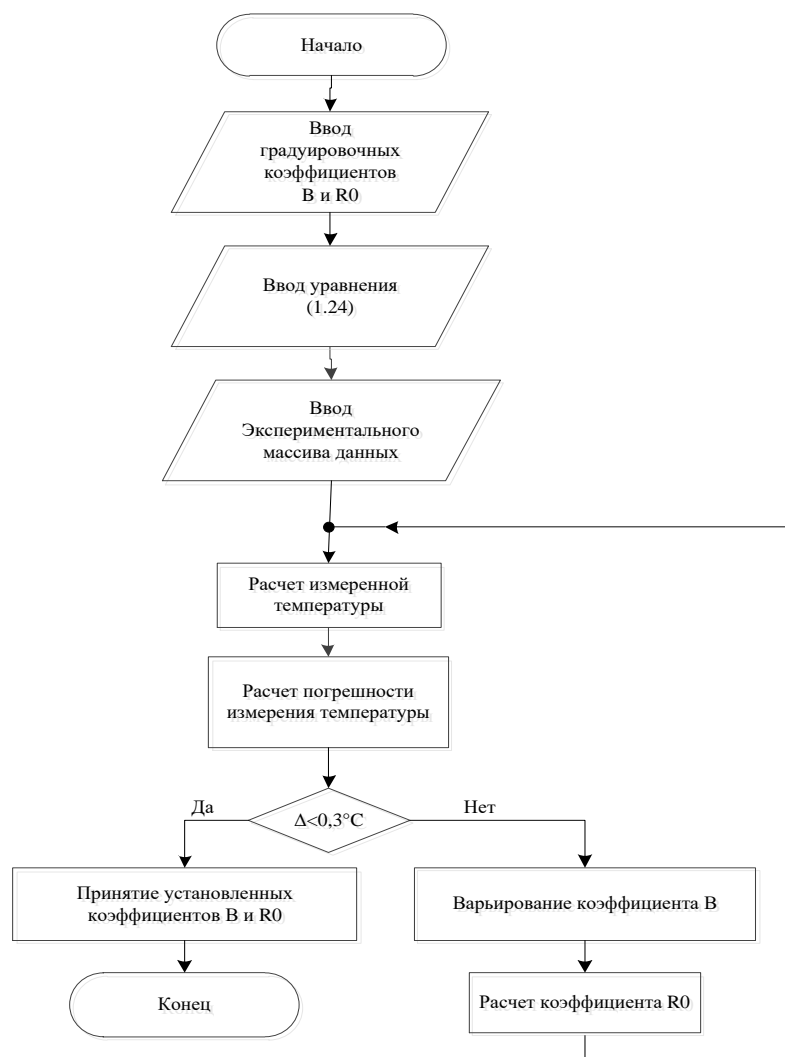 Начало
Ввод
градуировочных
коэффициентов
B и R0
Ввод уравнения
(1.24)
Ввод
Экспериментального
массива данных
Расчет измеренной
температуры
Расчет погрешности
измерения температуры
Да
Δ<0,3°С
Нет
Принятие установленных
коэффициентов B и R0
Варьирование коэффициента B
Конец
Расчет коэффициента R0